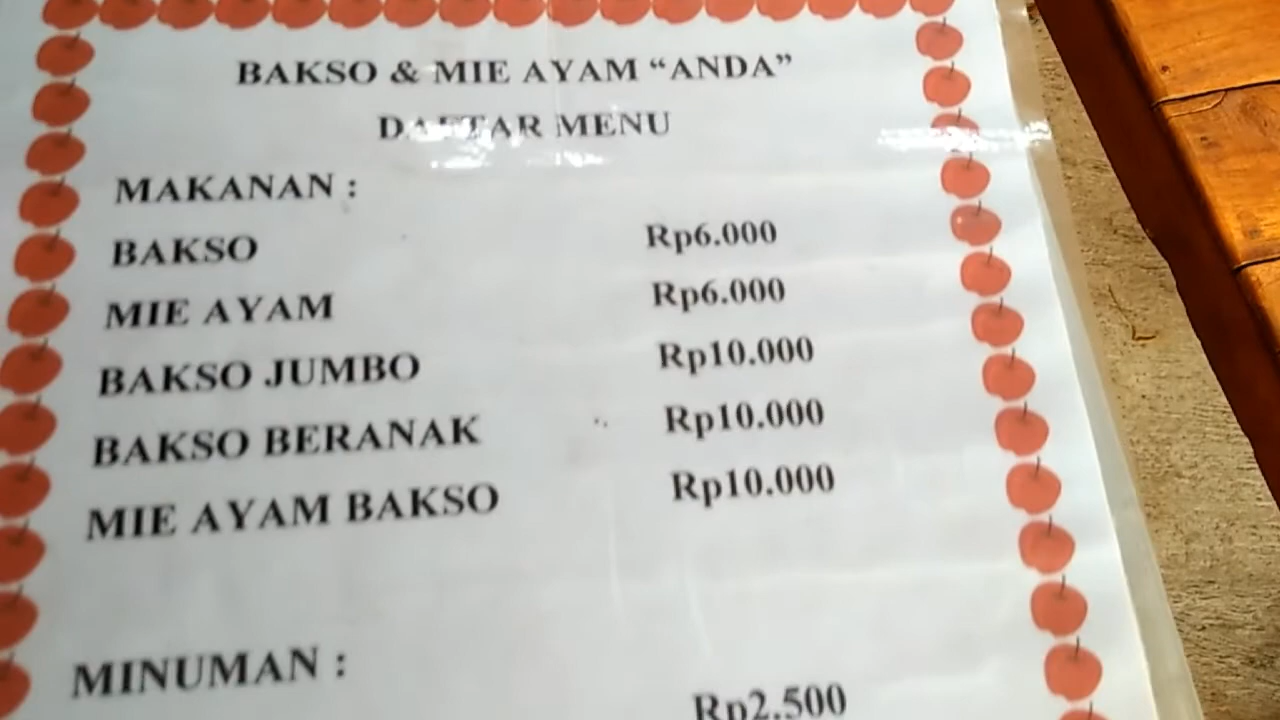 BAKSO & MIE AYAM “ANDA”
DAFTAR MENU
MAKANAN :
BAKSO Rp6.000
MIE AYAM Rp6.000
BAKSO JUMBO Rp10.000
BAKSO BERANAK Rp10.000
MIE AYAM BAKSO Rp10.000
MINUMAN :
Rp2.500